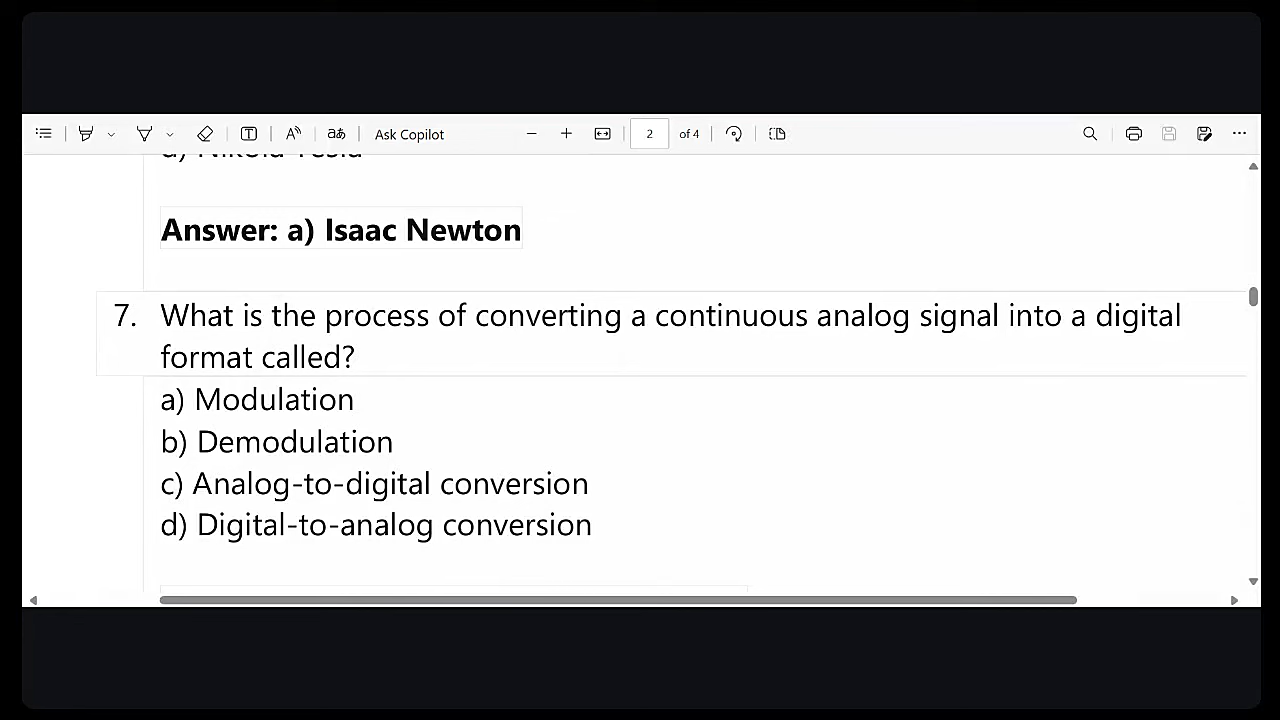 Ask Copilot
2
of 4
Answer: a) Isaac Newton
7. What is the process of converting a continuous analog signal into a digital
format called?
a) Modulation
b) Demodulation
c) Analog-to-digital conversion
d) Digital-to-analog conversion